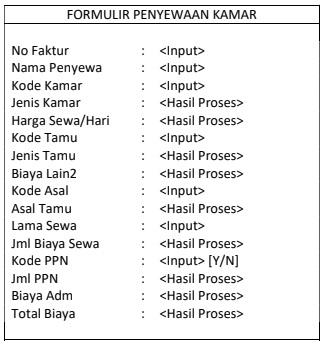 FORMULIR PENYEWAAN KAMAR
No Faktur : <Input>
Nama Penyewa : <Input>
Kode Kamar : <Input>
Jenis Kamar : <Hasil Proses>
Harga Sewa/Hari : <Hasil Proses>
Kode Tamu : <Input>
Jenis Tamu : <Hasil Proses>
Biaya Lain2 : <Hasil Proses>
Kode Asal : <Input>
Asal Tamu : <Hasil Proses>
Lama Sewa : <Input>
Jml Biaya Sewa : <Hasil Proses>
Kode PPN : <Input> [Y/N]
Jml PPN : <Hasil Proses>
Biaya Adm : <Hasil Proses>
Total Biaya : <Hasil Proses>